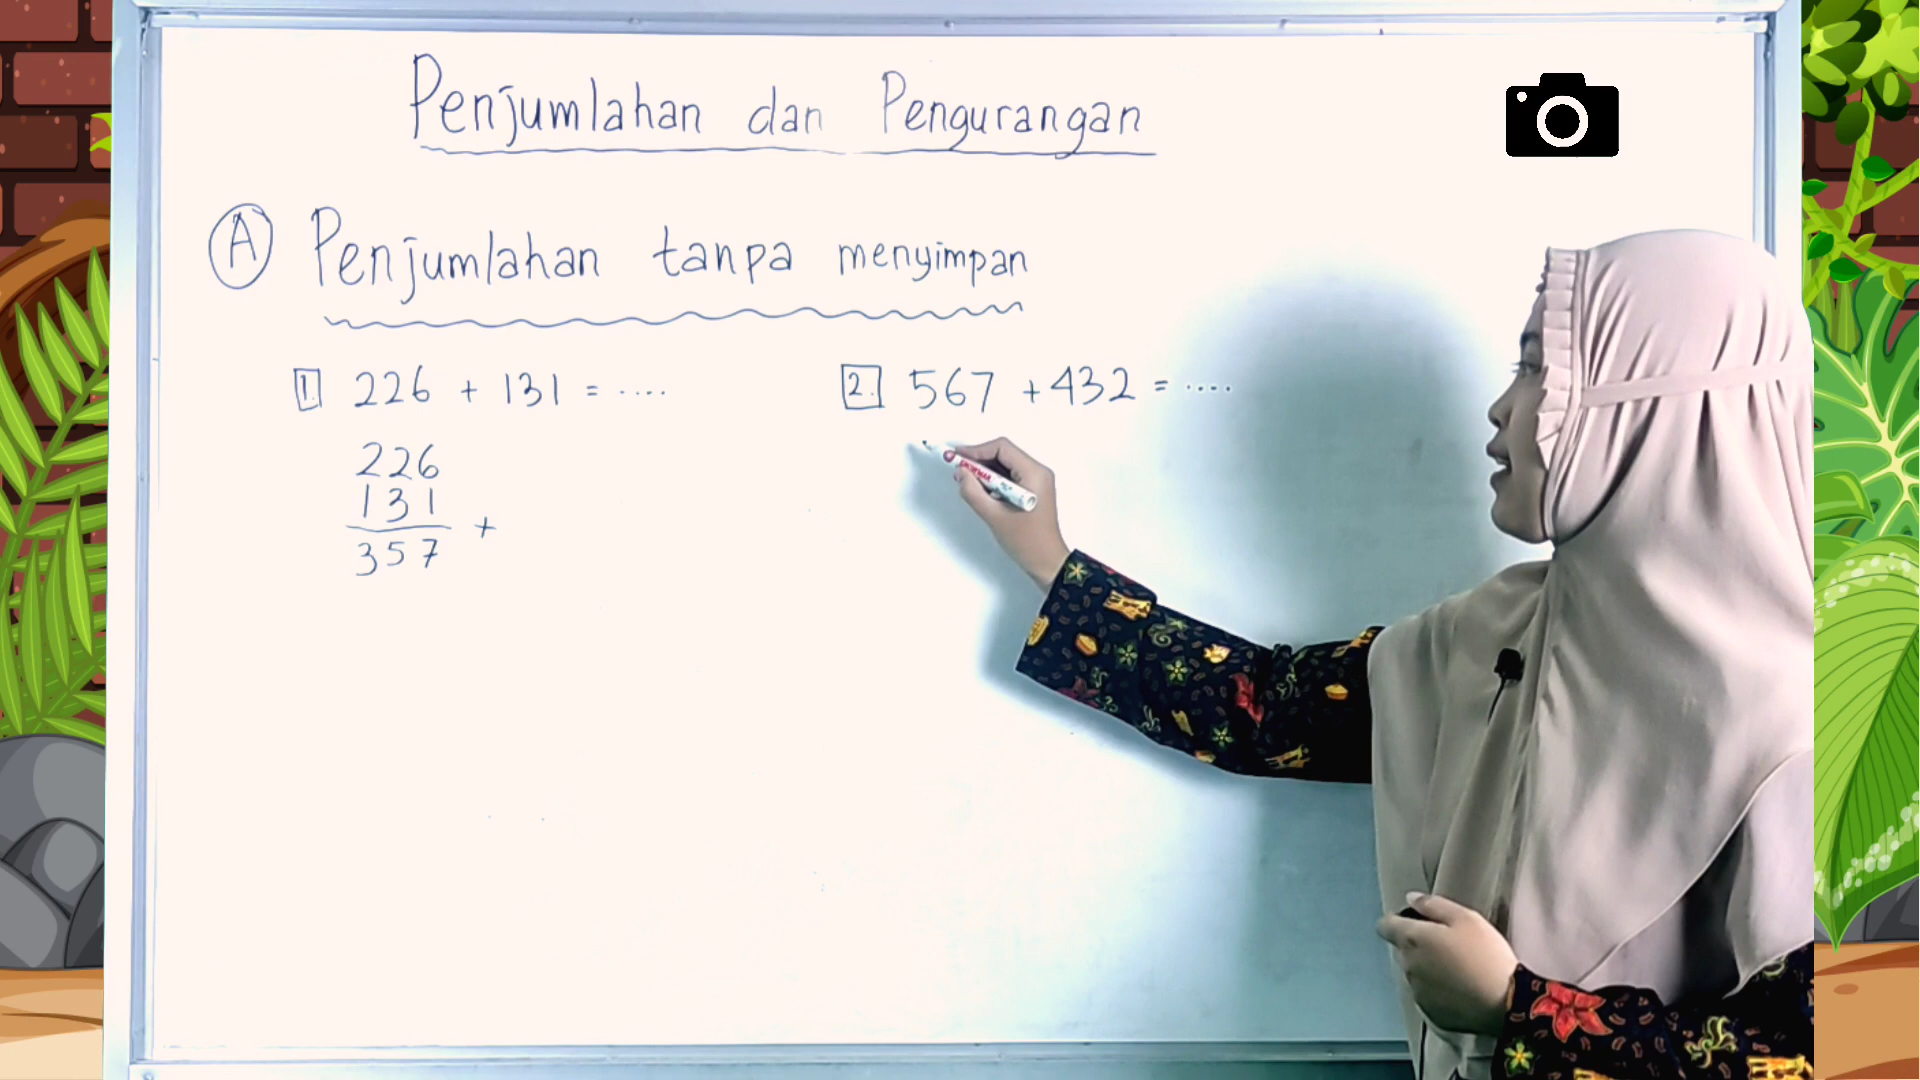 Penjumlahan dan Pengurangan
A Penjumlahan tanpa menyimpan
1. 226 + 131 = ....
226
131 +
357
2. 567 + 432 = ....